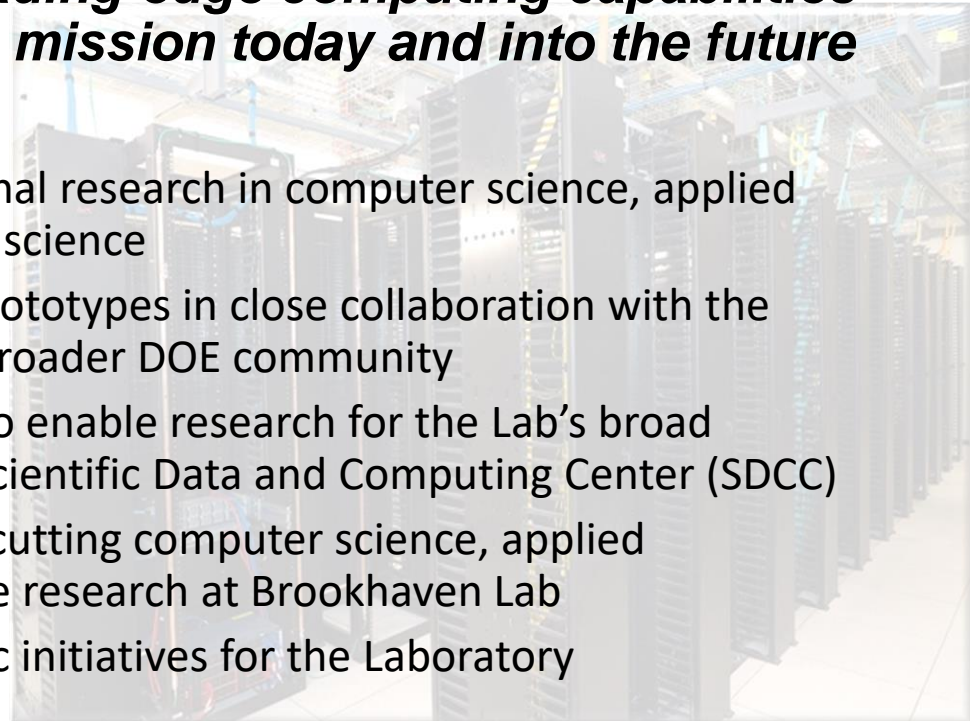 mission today and into the future
nal research in computer science, applied
science
ototypes in close collaboration with the
roader DOE community
o enable research for the Lab’s broad
cientific Data and Computing Center (SDCC)
cutting computer science, applied
e research at Brookhaven Lab
c initiatives for the Laboratory